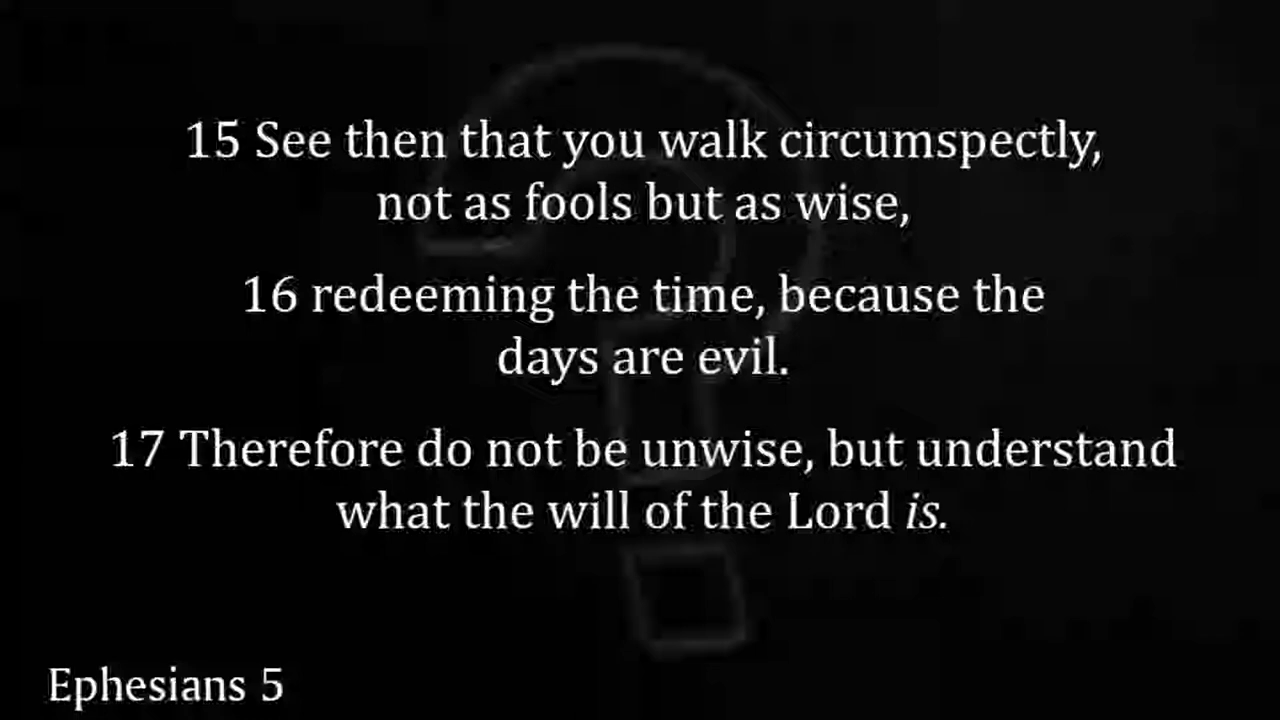 15 See then that you walk circumspectly,
not as fools but as wise,
16 redeeming the time, because the
days are evil.
17 Therefore do not be unwise, but understand
what the will of the Lord is.
Ephesians 5